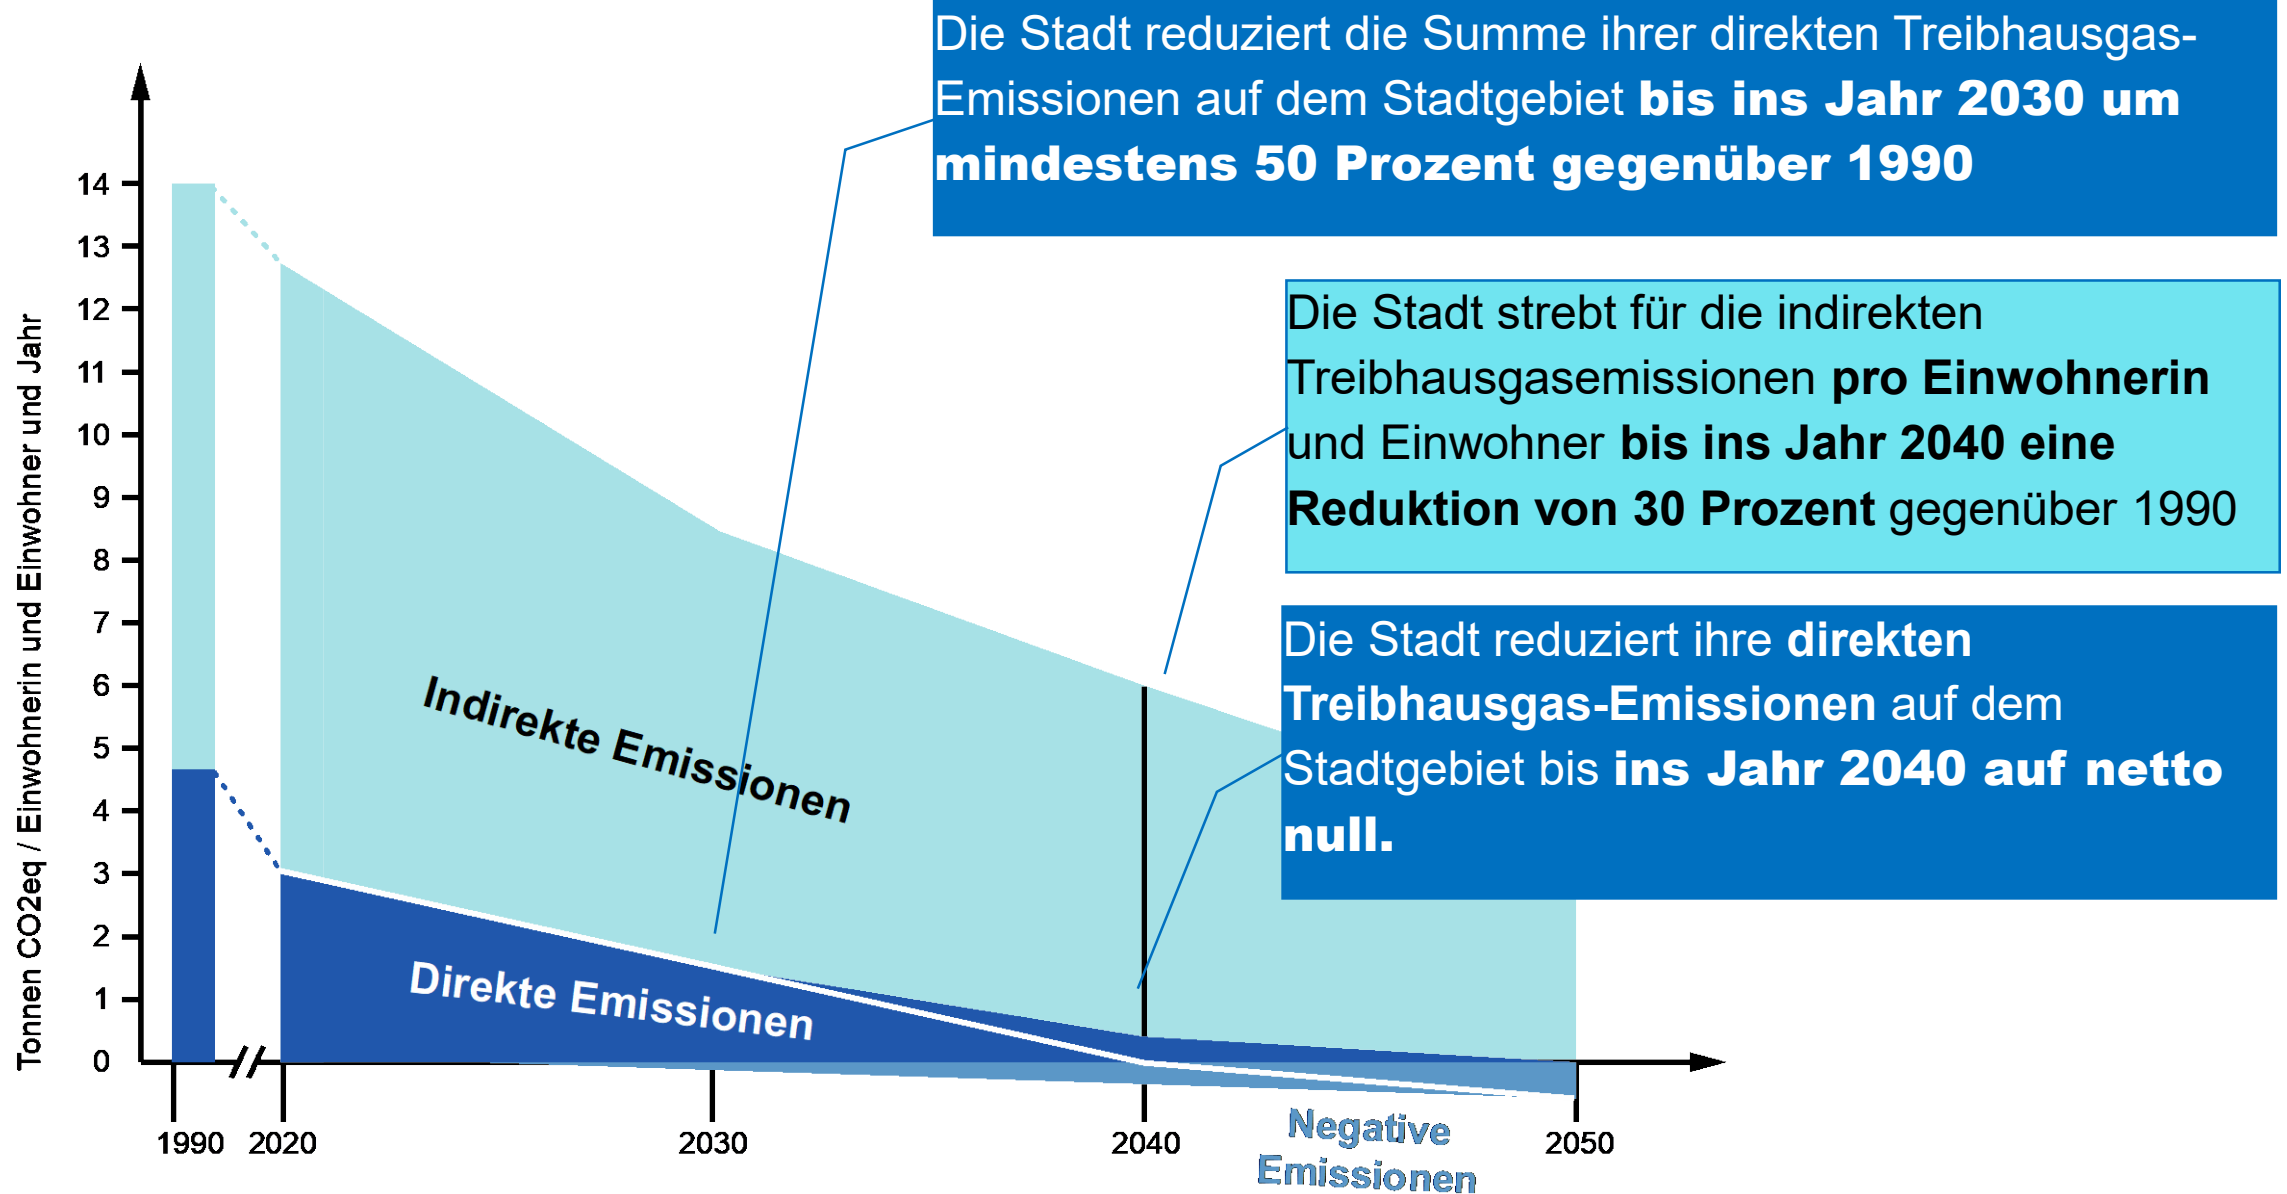 Die Stadt reduziert die Summe ihrer direkten Treibhausgas-
Emissionen auf dem Stadtgebiet bis ins Jahr 2030 um
mindestens 50 Prozent gegenüber 1990
Die Stadt strebt für die indirekten
Treibhausgasemissionen pro Einwohnerin
und Einwohner bis ins Jahr 2040 eine
Reduktion von 30 Prozent gegenüber 1990
Die Stadt reduziert ihre direkten
Treibhausgas-Emissionen auf dem
Stadtgebiet bis ins Jahr 2040 auf netto
null.
Tonnen CO2eq / Einwohnerin und Einwohner und Jahr
14
13
12
11
10
9
8
7
6
5
4
3
2
1
0
Indirekte Emissionen
Direkte Emissionen
Negative
Emissionen
1990 2020 2030 2040 2050